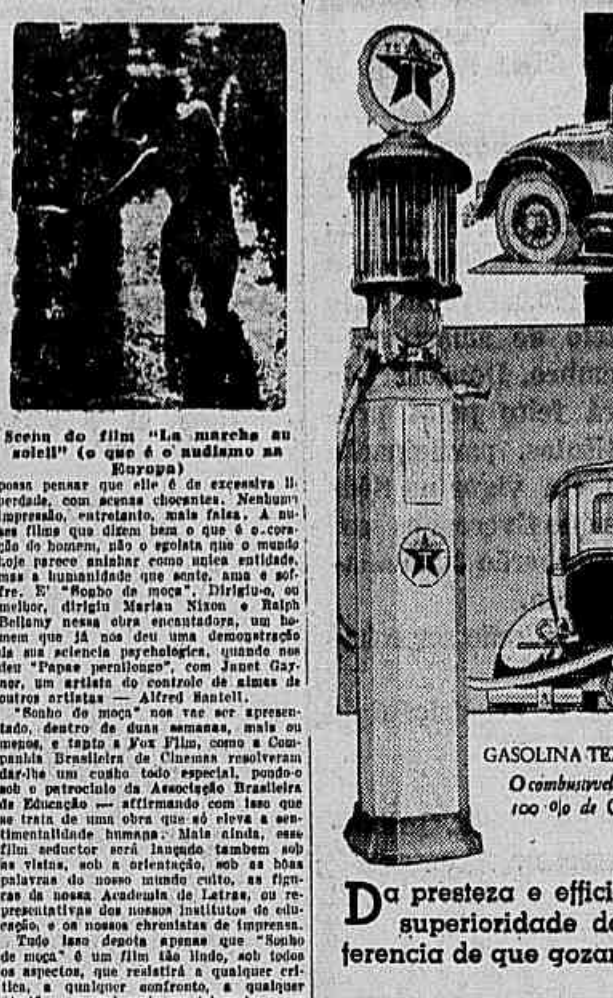 Scena do film "La marche au
soleil" (o que é o nudismo na
Europa)
possa pensar que elle é de excessiva li-
berdade, com scenas chocantes. Nenhuma
impressão, entretanto, mais falsa. A
ses films que dizem bem o que é o cora-
ção do homem, não o egoista que o mundo
hoje parece aninhar como unica entidade,
mas a humanidade que sente, ama e sof-
fre. E' "Sonho de moça". Dirigiu-o, ou
melhor, dirigiu Marian Nixon e Ralph
Bellamy nessa obra encantadora, um ho-
mem que já nos deu uma demonstração
da sua sciencia psychologica, quando nos
deu "Papae pernilongo", com Janet Gay-
nor, um artista do controle de almas de
outros artistas — Alfred Santell.
"Sonho de moça" nos vae ser apresen-
tado, dentro de duas semanas, mais ou
menos, e tanto a Fox Film, como a Com-
panhia Brasileira de Cinemas resolveram
dar-lhe um cunho todo especial, pondo-o
sob o patrocinio da Associação Brasileira
de Educação — affirmando com isso que
se trata de uma obra que só eleva a sen-
timentalidade humana. Mais ainda, esse
film seductor será lançado tambem sob
as vistas, sob a orientação, sob as bôas
palavras do nosso mundo culto, as figu-
ras da nossa Academia de Letras, ou re-
presentativas dos nossos institutos de edu-
cação, e os nossos chronistas de imprensa.
Tudo isso denota apenas que "Sonho
de moça" é um film tão lindo, sob todos
os aspectos, que resistirá a qualquer cri-
tica, a qualquer confronto, a qualquer
GASOLINA TE
O combustivel
100 % de
Da presteza e effici
superioridade de
ferencia de que gozam